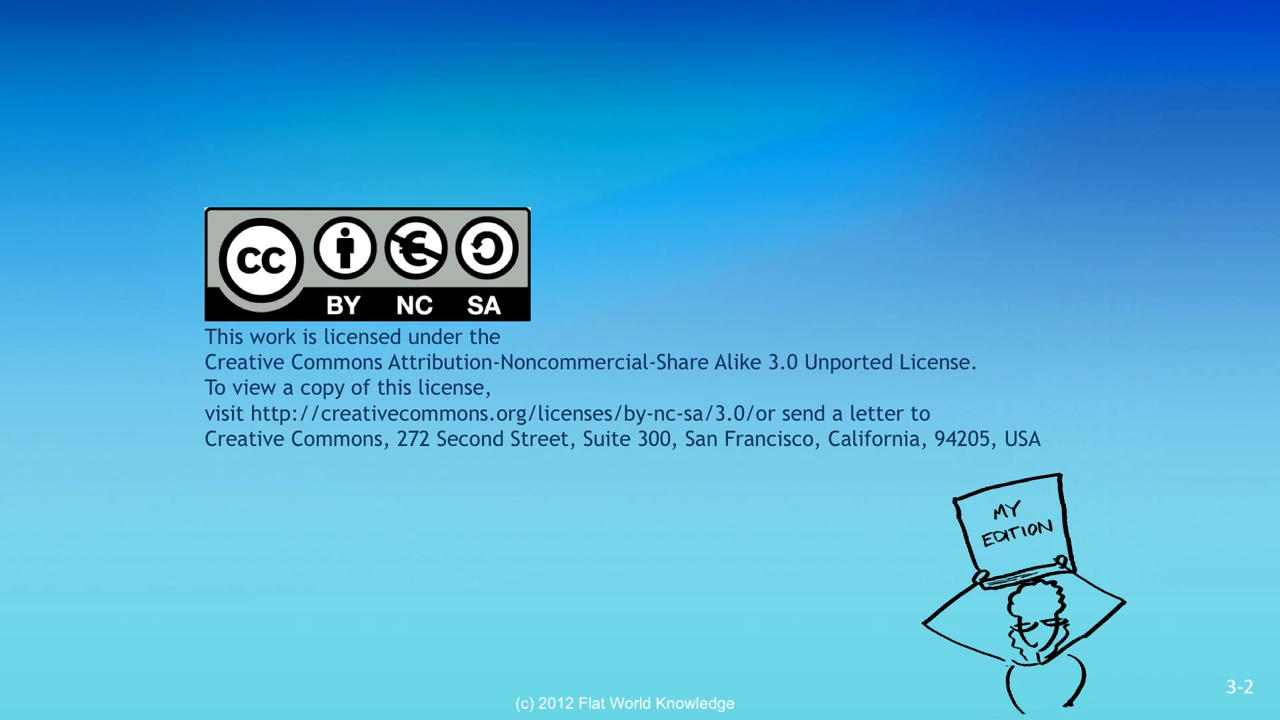 CC
BY NC SA
This work is licensed under the
Creative Commons Attribution-Noncommercial-Share Alike 3.0 Unported License.
To view a copy of this license,
visit http://creativecommons.org/licenses/by-nc-sa/3.0/or send a letter to
Creative Commons, 272 Second Street, Suite 300, San Francisco, California, 94205, USA
MY
EDITION
3-2
(c) 2012 Flat World Knowledge